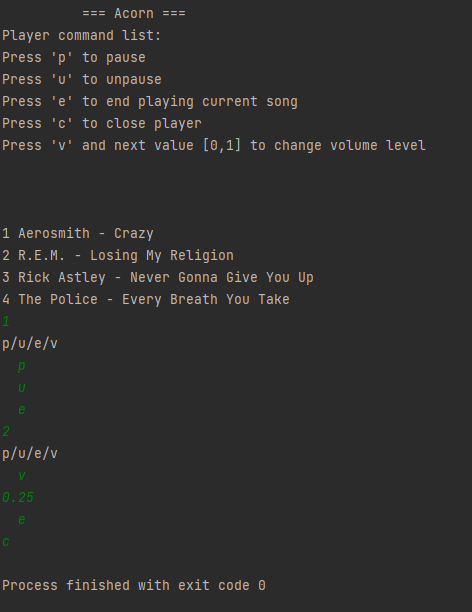 === Acorn ===
Player command list:
Press 'p' to pause
Press 'u' to unpause
Press 'e' to end playing current song
Press 'c' to close player
Press 'v' and next value [0,1] to change volume level
1 Aerosmith - Crazy
2 R.E.M. - Losing My Religion
3 Rick Astley - Never Gonna Give You Up
4 The Police - Every Breath You Take
1
p/u/e/v
p
u
e
2
p/u/e/v
v
0.25
e
c
Process finished with exit code 0